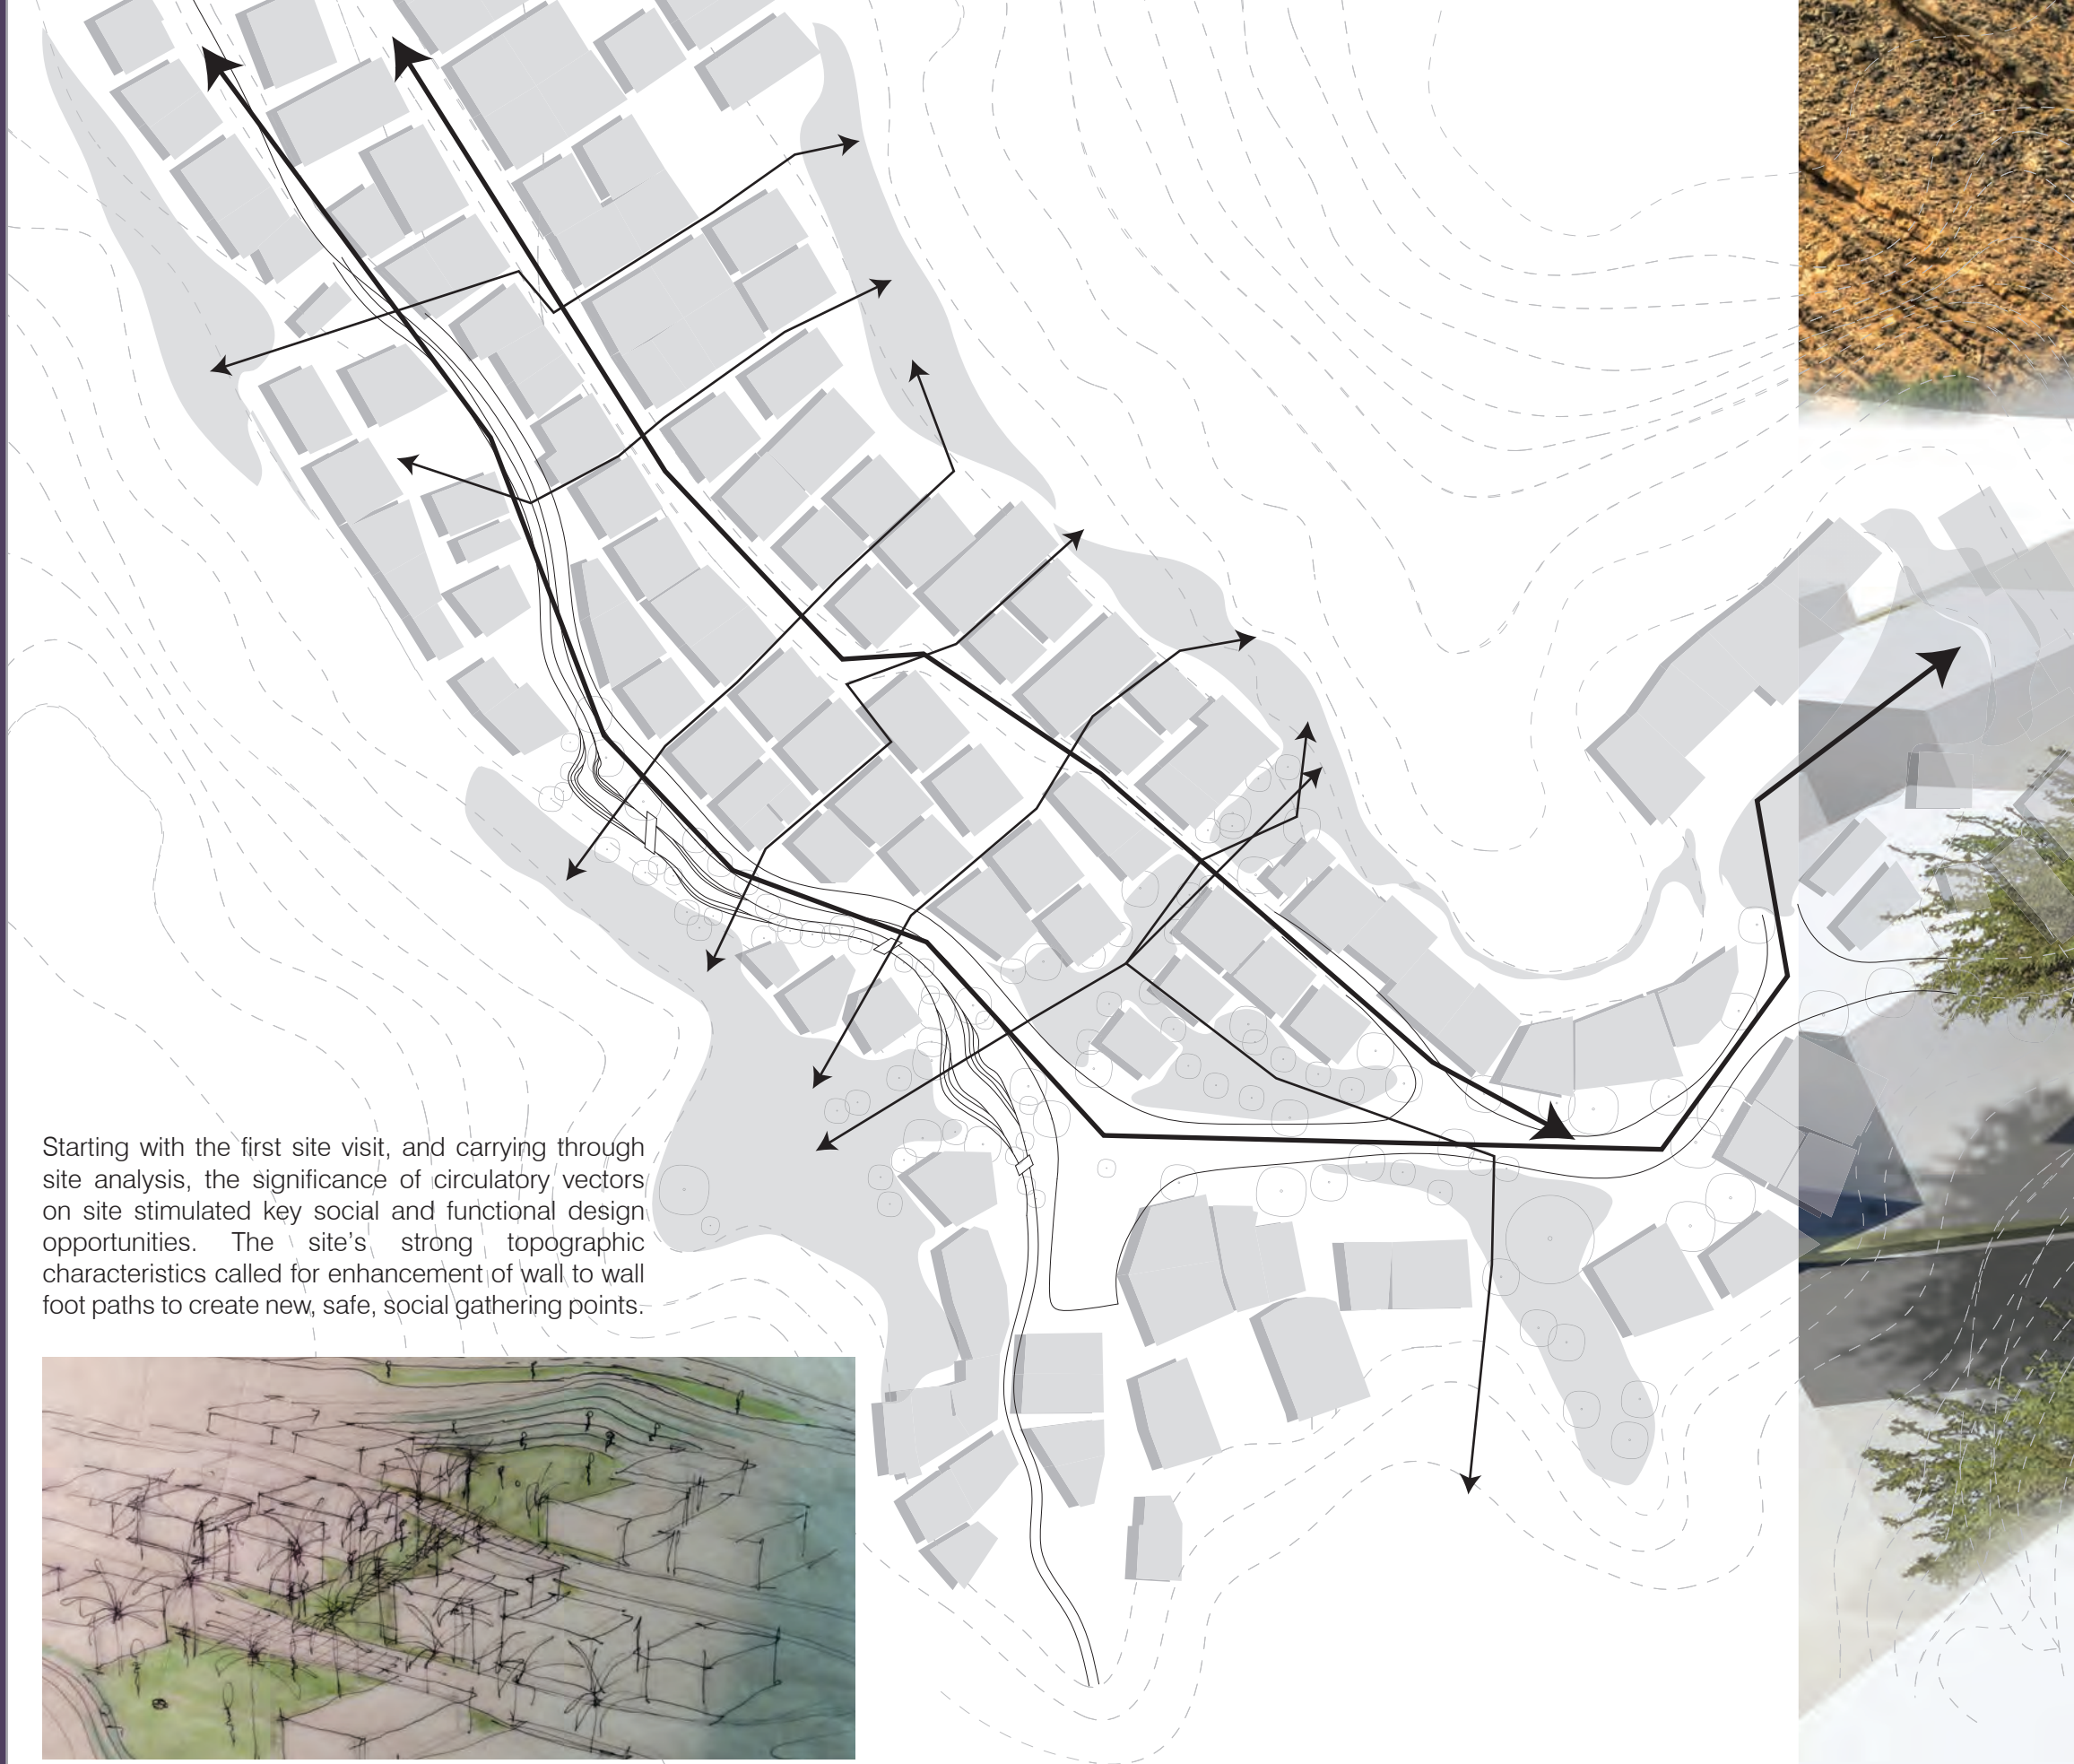 Starting with the first site visit, and carrying through
site analysis, the significance of circulatory vectors
on site stimulated key social and functional design
opportunities. The site's strong topographic
characteristics called for enhancement of wall to wall
foot paths to create new, safe, social gathering points.